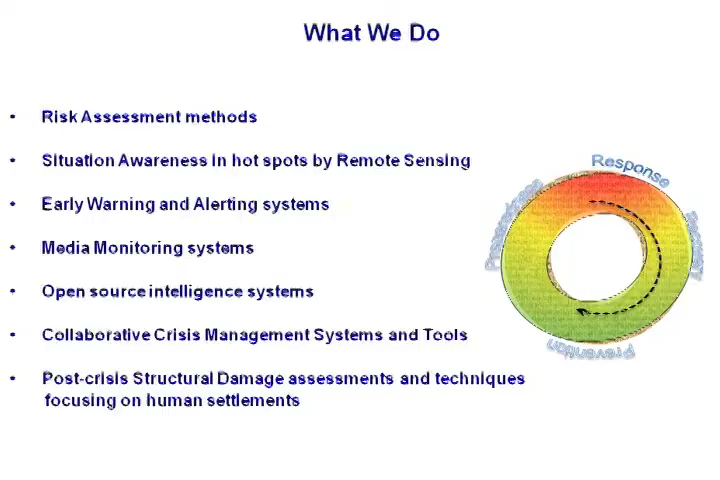 What We Do
• Risk Assessment methods
• Situation Awareness in hot spots by Remote Sensing
• Early Warning and Alerting systems
• Media Monitoring systems
• Open source intelligence systems
• Collaborative Crisis Management Systems and Tools
• Post-crisis Structural Damage assessments and techniques
focusing on human settlements
Response
Prevention